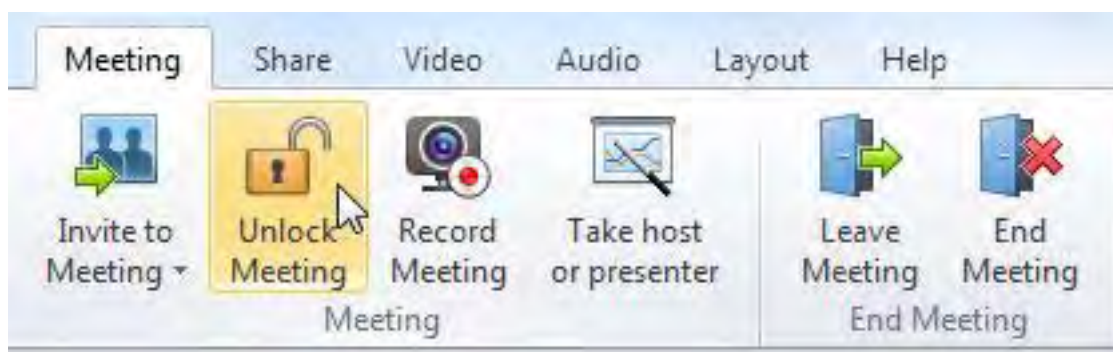 Meeting Share Video Audio Layout Help
Invite to Unlock Record Take host Leave End
Meeting Meeting Meeting or presenter Meeting Meeting
Meeting End Meeting